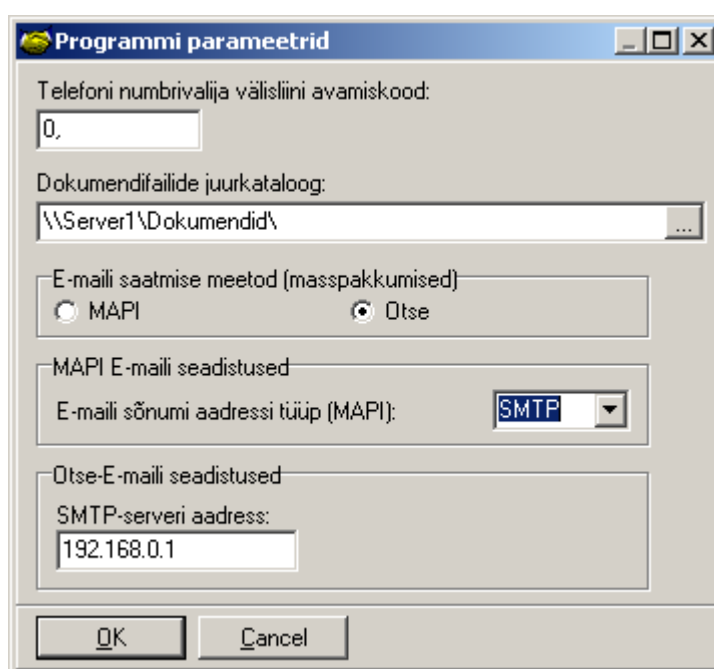 Programmi parameetrid
Telefoni numbrivalija välisliini avamiskood:
0,
Dokumendifailide juurkataloog:
\\Server1\Dokumendid\
...
E-maili saatmise meetod (masspakkumised)
MAPI Otse
MAPI E-maili seadistused
E-maili sõnumi aadressi tüüp (MAPI): SMTP
Otse-E-maili seadistused
SMTP-serveri aadress:
192.168.0.1
OK Cancel